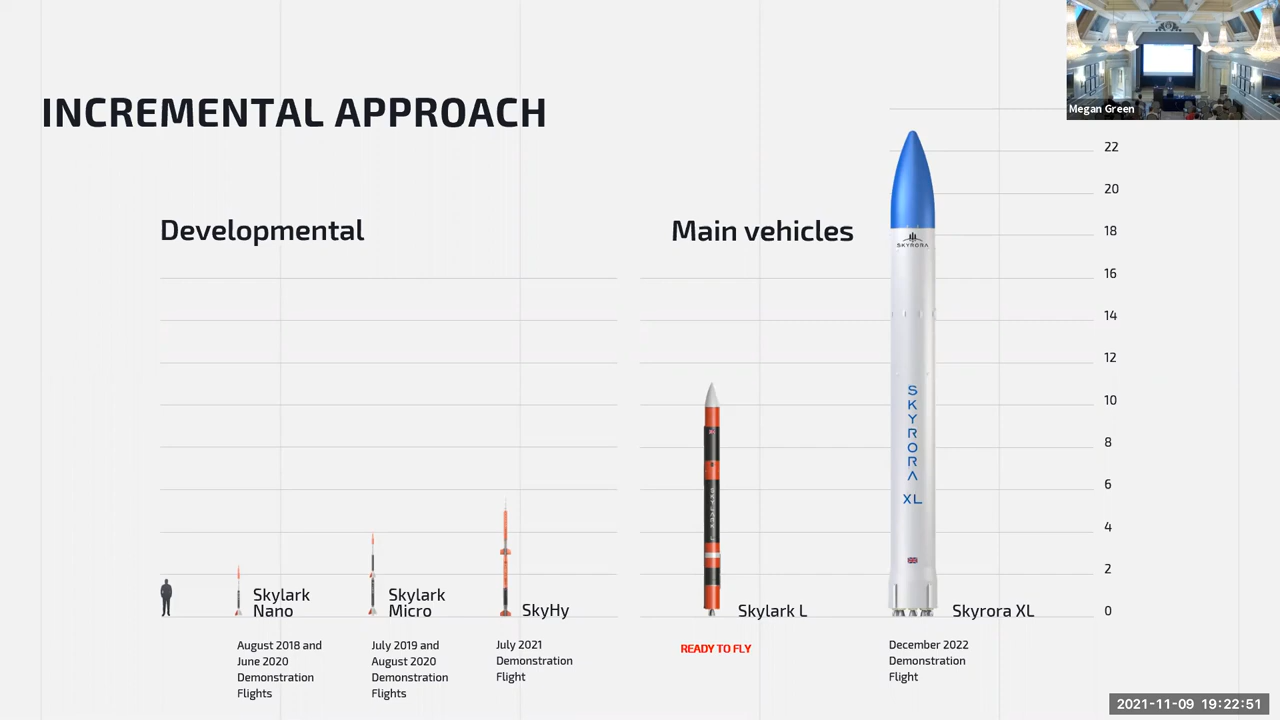 Megan Green
INCREMENTAL APPROACH
Developmental
Main vehicles
22
20
18
16
14
12
10
8
6
4
2
0
SKYRORA
SKYRORA
XL
SKYLARK L
Skylark
Nano
Skylark
Micro
SkyHy
Skylark L
Skyrora XL
August 2018 and
June 2020
Demonstration
Flights
July 2019 and
August 2020
Demonstration
Flights
July 2021
Demonstration
Flight
READY TO FLY
December 2022
Demonstration
Flight
2021-11-09 19:22:51